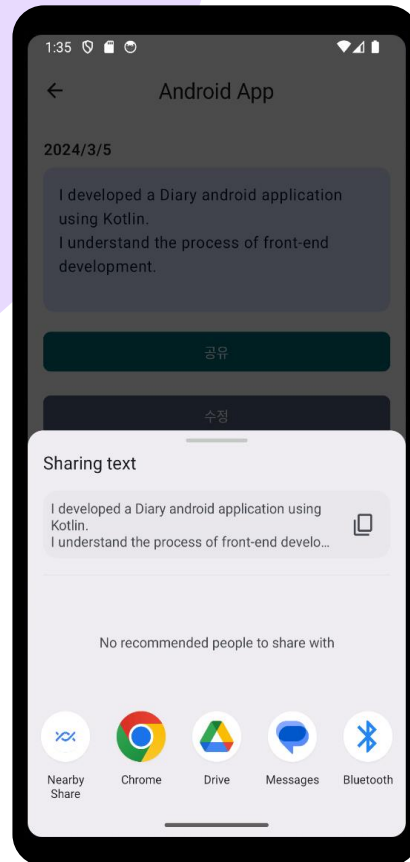 1:35
Android App
2024/3/5
I developed a Diary android application
using Kotlin.
I understand the process of front-end
development.
공유
수정
Sharing text
I developed a Diary android application using
Kotlin.
I understand the process of front-end develo...
No recommended people to share with
Nearby
Share
Chrome
Drive
Messages
Bluetooth